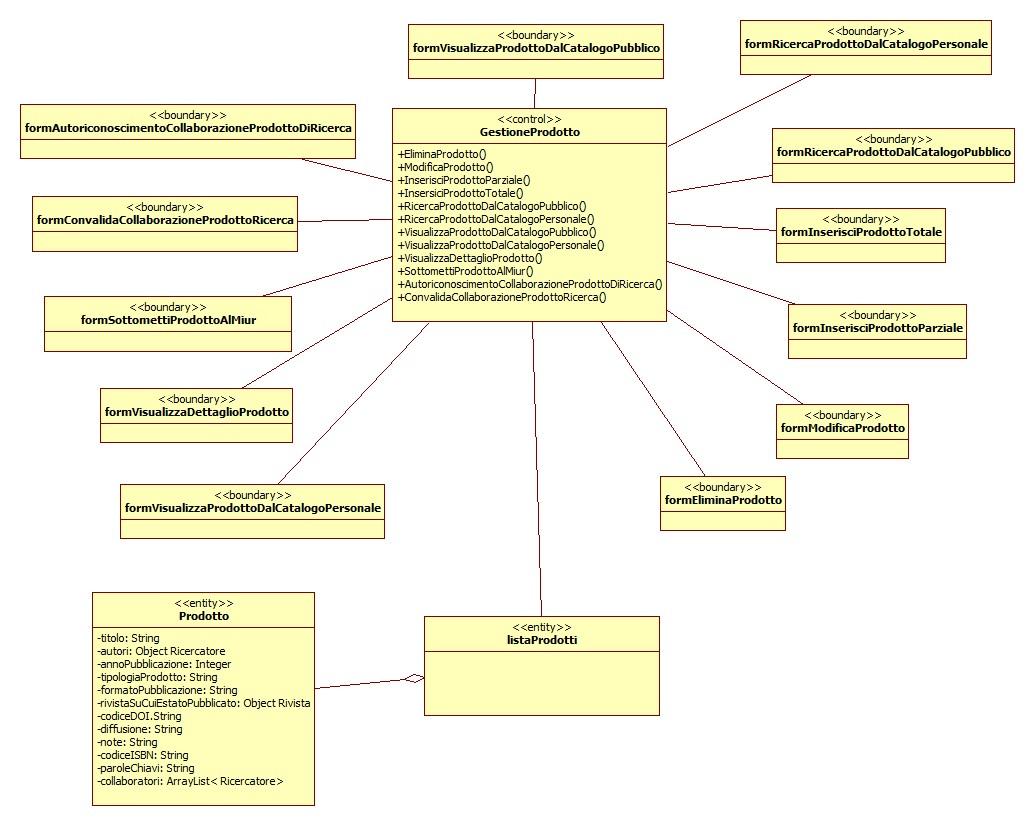 <<boundary>>
formVisualizzaProdottoDalCatalogoPubblico
<<boundary>>
formRicercaProdottoDalCatalogoPersonale
<<boundary>>
formAutoriconoscimentoCollaborazioneProdottoDiRicerca
<<control>>
GestioneProdotto
+EliminaProdotto()
+ModificaProdotto()
+InserisciProdottoParziale()
+InsersiciProdottoTotale()
+RicercaProdottoDalCatalogoPubblico()
+RicercaProdottoDalCatalogoPersonale()
+VisualizzaProdottoDalCatalogoPubblico()
+VisualizzaProdottoDalCatalogoPersonale()
+VisualizzaDettaglioProdotto()
+SottomettiProdottoAlMiur()
+AutoriconoscimentoCollaborazioneProdottoDiRicerca()
+ConvalidaCollaborazioneProdottoRicerca()
<<boundary>>
formRicercaProdottoDalCatalogoPubblico
<<boundary>>
formConvalidaCollaborazioneProdottoRicerca
<<boundary>>
formInserisciProdottoTotale
<<boundary>>
formSottomettiProdottoAlMiur
<<boundary>>
formInserisciProdottoParziale
<<boundary>>
formVisualizzaDettaglioProdotto
<<boundary>>
formModificaProdotto
<<boundary>>
formVisualizzaProdottoDalCatalogoPersonale
<<boundary>>
formEliminaProdotto
<<entity>>
Prodotto
-titolo: String
-autori: Object Ricercatore
-annoPubblicazione: Integer
-tipologiaProdotto: String
-formatoPubblicazione: String
-rivistaSuCuiEstatoPubblicato: Object Rivista
-codiceDOI.String
-diffusione: String
-note: String
-codiceISBN: String
-paroleChiavi: String
-collaboratori: ArrayList< Ricercatore>
<<entity>>
listaProdotti